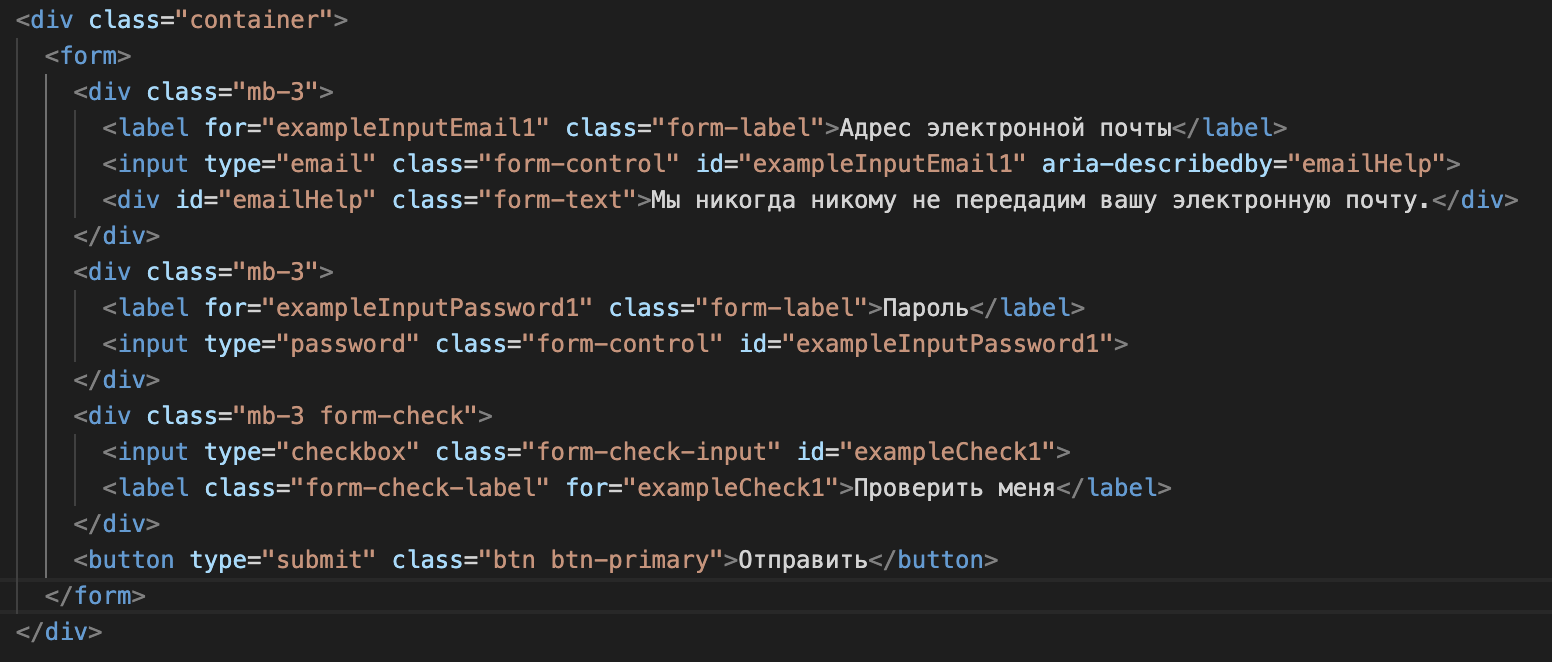 <div class="container">
<form>
<div class="mb-3">
<label for="exampleInputEmail1" class="form-label">Адрес электронной почты</label>
<input type="email" class="form-control" id="exampleInputEmail1" aria-describedby="emailHelp">
<div id="emailHelp" class="form-text">Мы никогда никому не передадим вашу электронную почту.</div>
</div>
<div class="mb-3">
<label for="exampleInputPassword1" class="form-label">Пароль</label>
<input type="password" class="form-control" id="exampleInputPassword1">
</div>
<div class="mb-3 form-check">
<input type="checkbox" class="form-check-input" id="exampleCheck1">
<label class="form-check-label" for="exampleCheck1">Проверить меня</label>
</div>
<button type="submit" class="btn btn-primary">Отправить</button>
</form>
</div>